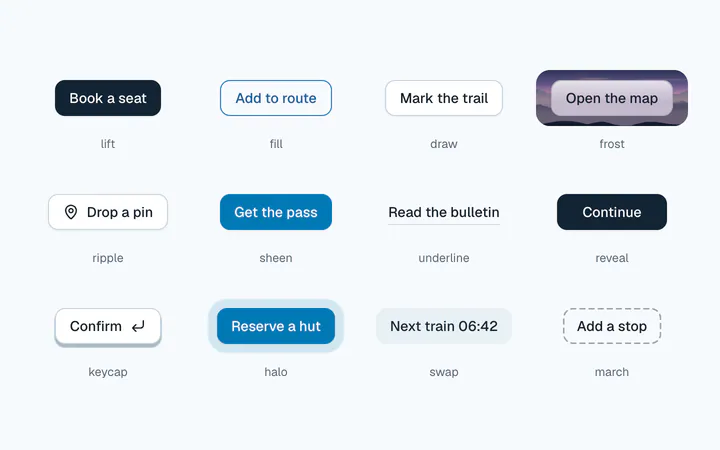 Book a seat
Add to route
Mark the trail
Open the map
lift
fill
draw
frost
Drop a pin
Get the pass
Read the bulletin
Continue
ripple
sheen
underline
reveal
Confirm
Reserve a hut
Next train 06:42
Add a stop
keycap
halo
swap
march